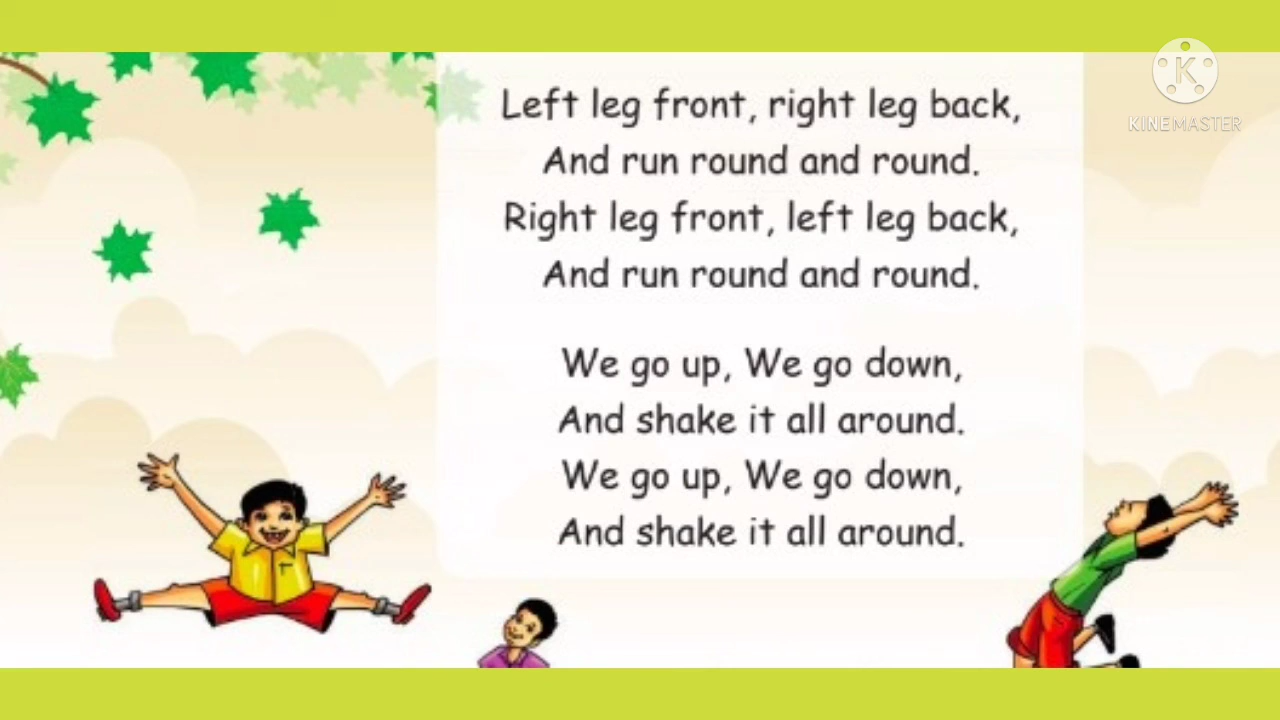 Left leg front, right leg back,
And run round and round.
Right leg front, left leg back,
And run round and round.
We go up, We go down,
And shake it all around.
We go up, We go down,
And shake it all around.
K
KINEMASTER